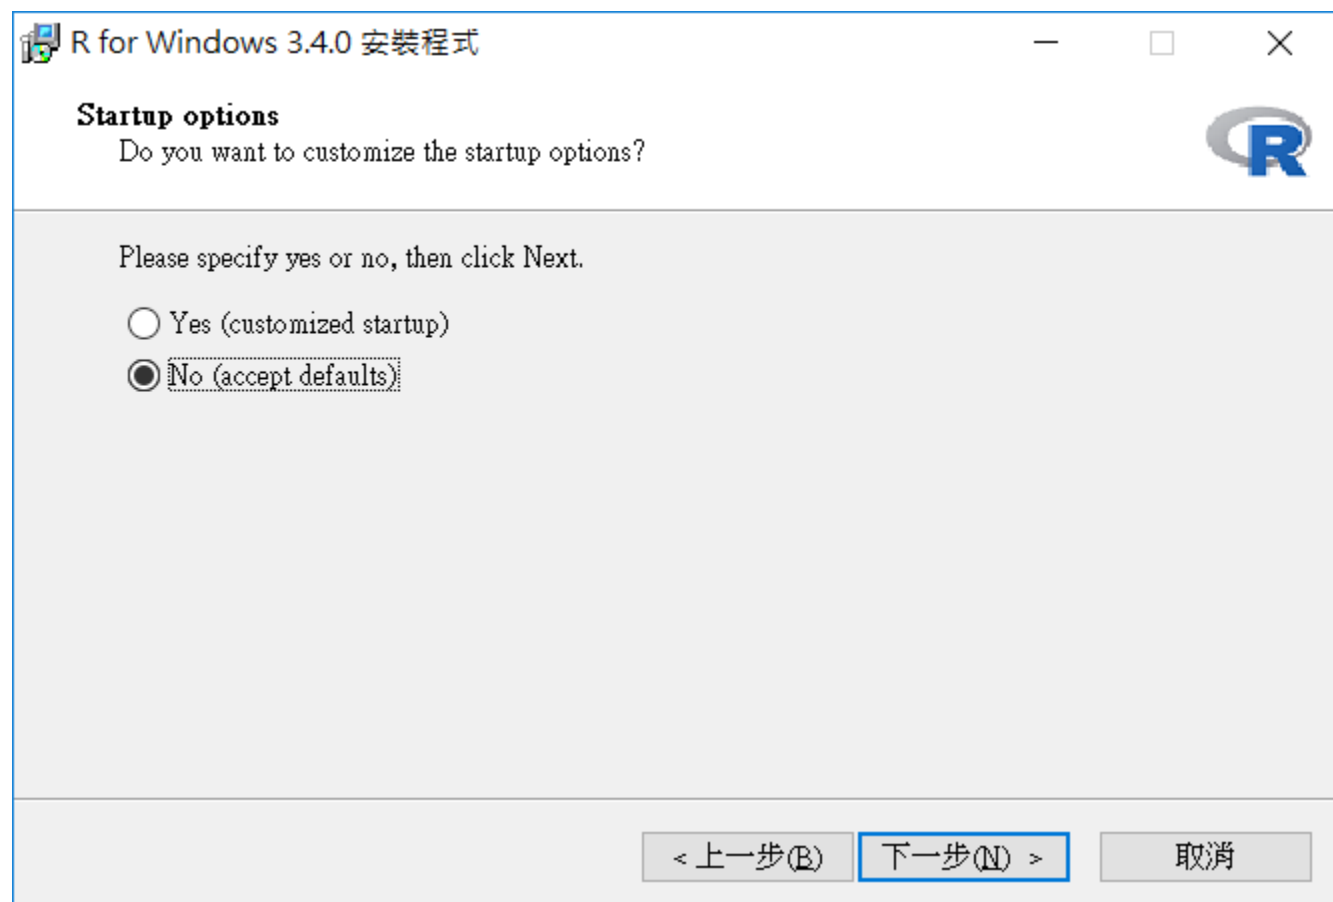 R for Windows 3.4.0 安裝程式
Startup options
Do you want to customize the startup options?
R
Please specify yes or no, then click Next.
Yes (customized startup)
No (accept defaults)
< 上一步(B)
下一步(N) >
取消